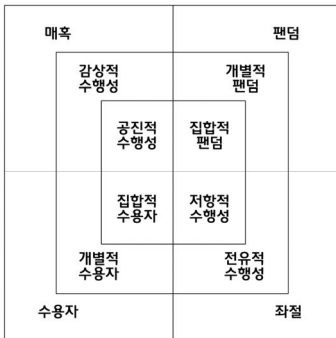 매혹
팬덤
감상적
수행성
개별적
팬덤
공진적
수행성
집합적
팬덤
집합적
수용자
저항적
수행성
개별적
수용자
전유적
수행성
수용자
좌절